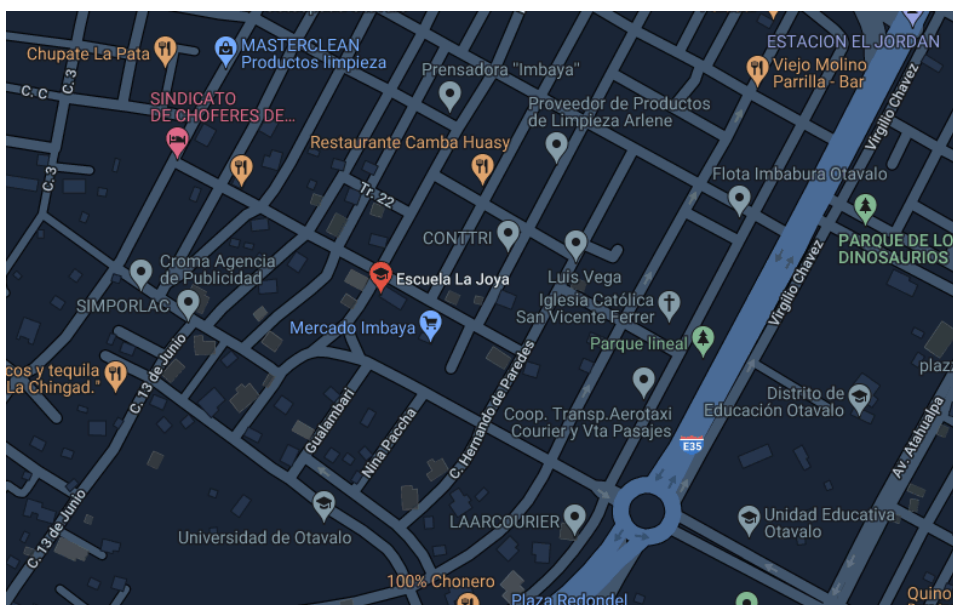 Chupate La Pata
MASTERCLEAN
Productos limpieza
ESTACION EL JORDAN
Prensadora "Imbaya"
Viejo Molino
Parrilla - Bar
C. C
C. 3
SINDICATO
DE CHOFERES DE...
Proveedor de Productos
de Limpieza Arlene
Virgilio Chavez
Restaurante Camba Huasy
C. 3
Tr. 22
Flota Imbabura Otavalo
CONTTRI
PARQUE DE LO
DINOSAURIOS
Croma Agencia
de Publicidad
Escuela La Joya
Luis Vega
SIMPORLAC
Iglesia Católica
San Vicente Ferrer
Virgilio Chavez
Mercado Imbaya
Parque lineal
plaz
cos y tequila
La Chingad."
C. 13 de Junio
Distrito de
Educación Otavalo
Gualambari
Nina Paccha
C. Hernando de Paredes
Coop. Transp.Aerotaxi
Courier y Vta Pasajes
E35
Av. Atahualpa
C. 13 de Junio
Universidad de Otavalo
LAARCOURIER
Unidad Educativa
Otavalo
100% Chonero
Plaza Redondel
Quino